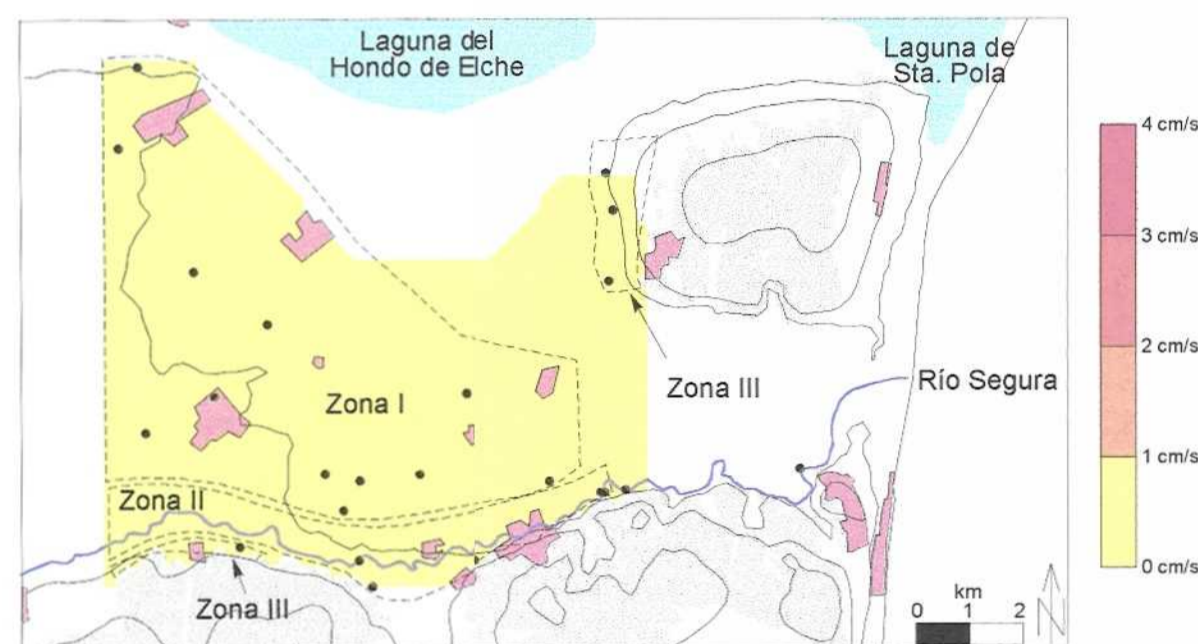 Laguna del
Hondo de Elche
Laguna de
Sta. Pola
4 cm/s
3 cm/s
2 cm/s
1 cm/s
0 cm/s
Zona I
Zona III
Río Segura
Zona II
Zona III
km
0 1 2
N